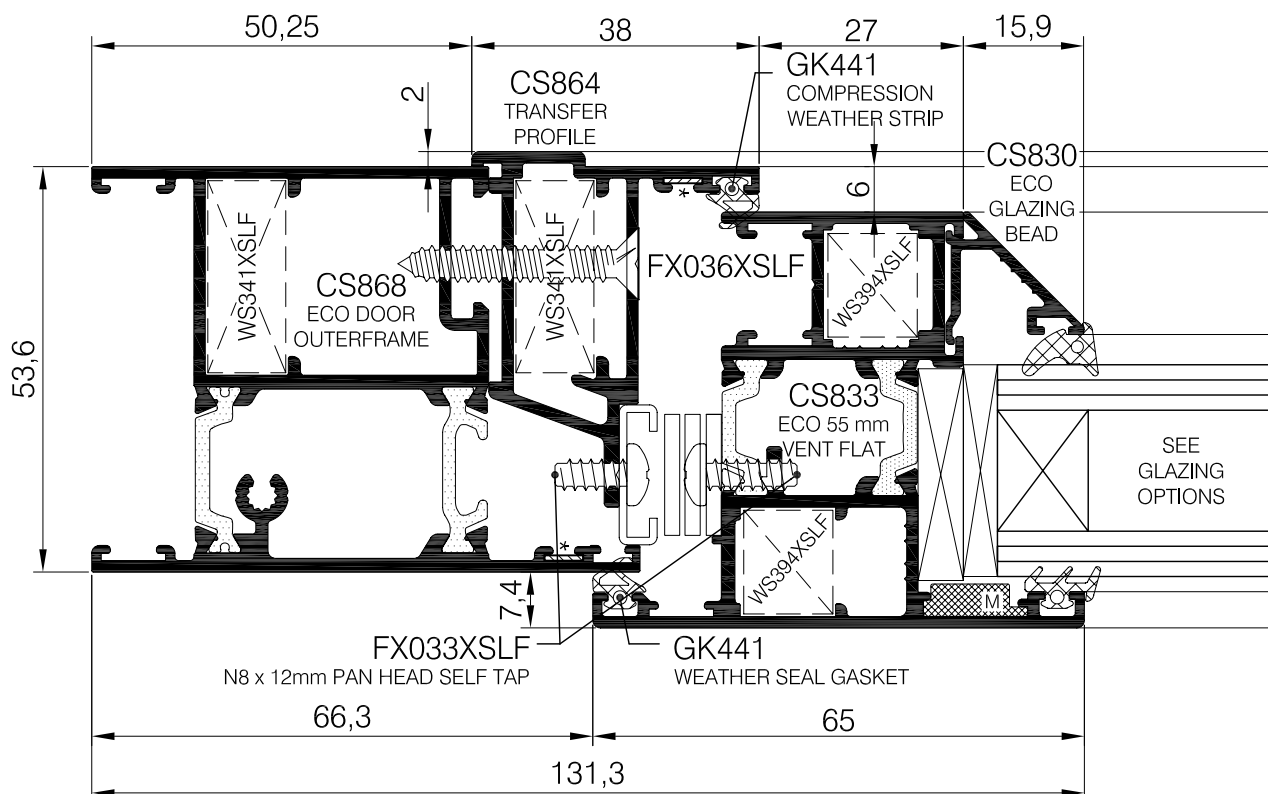 50,25
38
27
15,9
2
CS864
TRANSFER
PROFILE
GK441
COMPRESSION
WEATHER STRIP
CS830
ECO
GLAZING
BEAD
6
*
53,6
WS341XSLF
CS868
ECO DOOR
OUTERFRAME
WS341XSLF
FX036XSLF
WS394XSLF
CS833
ECO 55 mm
VENT FLAT
SEE
GLAZING
OPTIONS
*
WS394XSLF
M
7,4
FX033XSLF
N8 x 12mm PAN HEAD SELF TAP
GK441
WEATHER SEAL GASKET
66,3
65
131,3